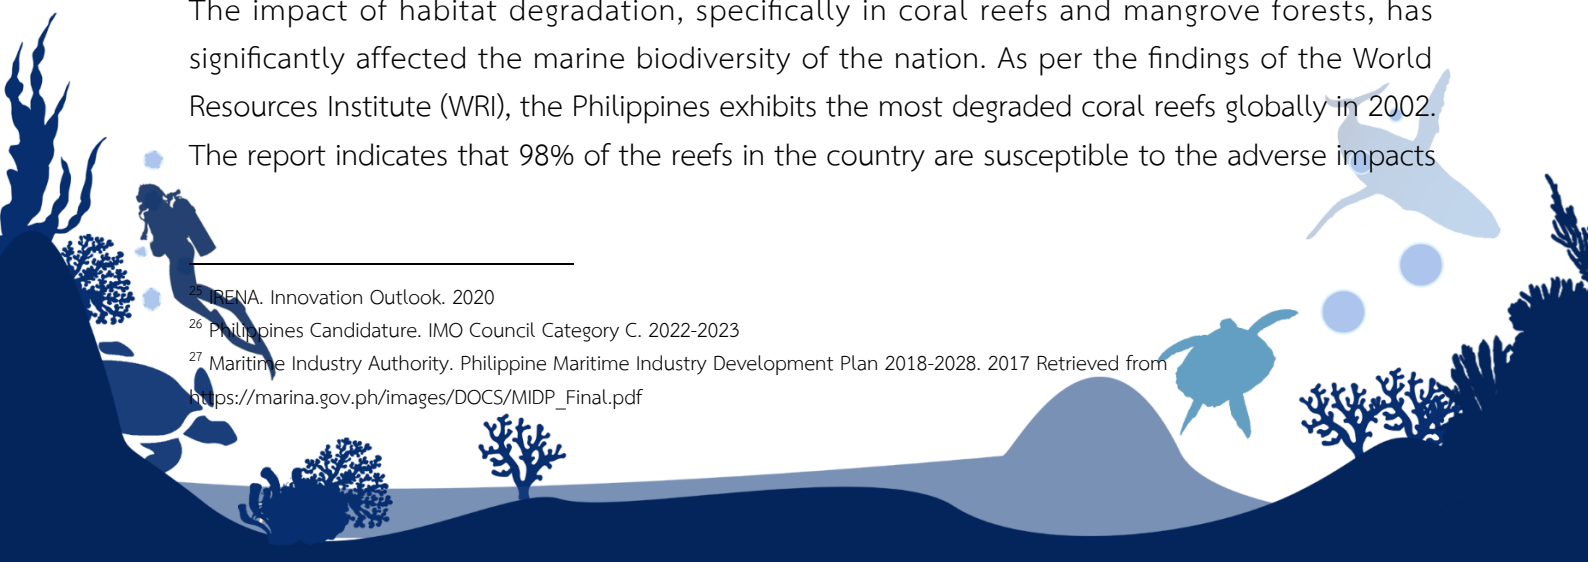 The impact of habitat degradation, specifically in coral reefs and mangrove forests, has
significantly affected the marine biodiversity of the nation. As per the findings of the World
Resources Institute (WRI), the Philippines exhibits the most degraded coral reefs globally in 2002.
The report indicates that 98% of the reefs in the country are susceptible to the adverse impacts
25 IRENA. Innovation Outlook. 2020
26 Philippines Candidature. IMO Council Category C. 2022-2023
27 Maritime Industry Authority. Philippine Maritime Industry Development Plan 2018-2028. 2017 Retrieved from
https://marina.gov.ph/images/DOCS/MIDP_Final.pdf